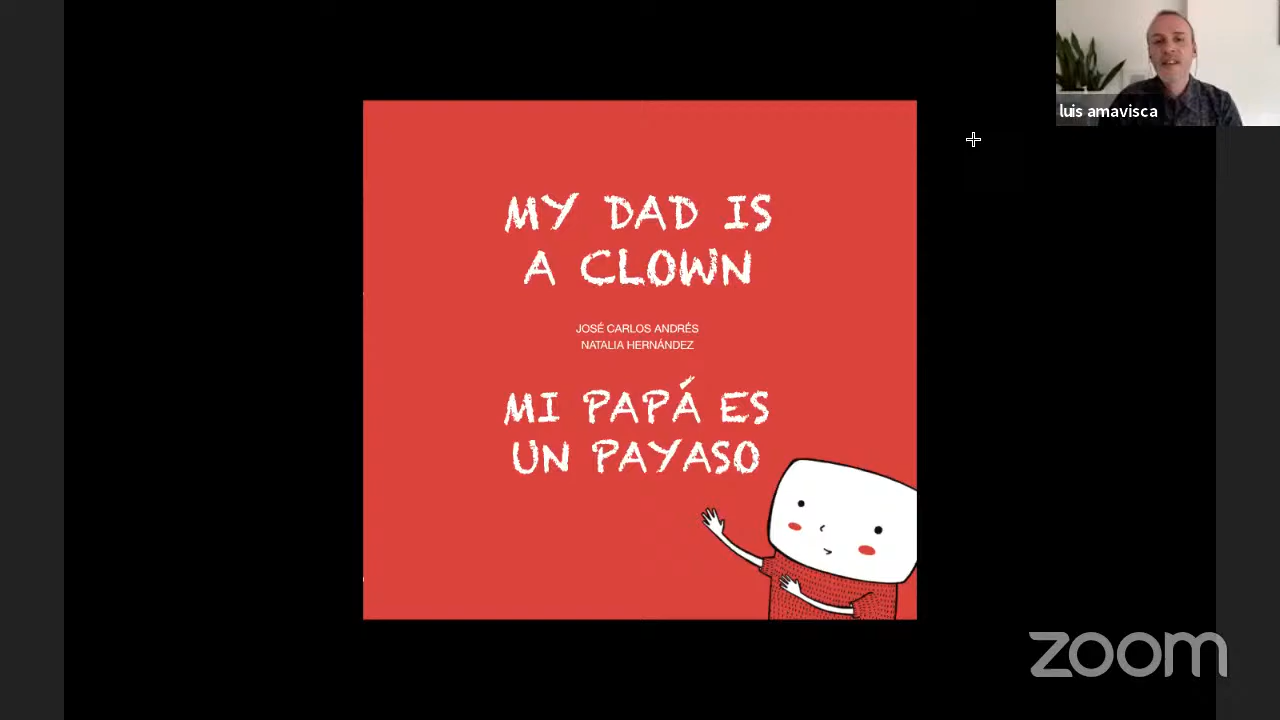 luis amavisca
MY DAD IS
A CLOWN
JOSÉ CARLOS ANDRÉS
NATALIA HERNÁNDEZ
MI PAPÁ ES
UN PAYASO
zoom